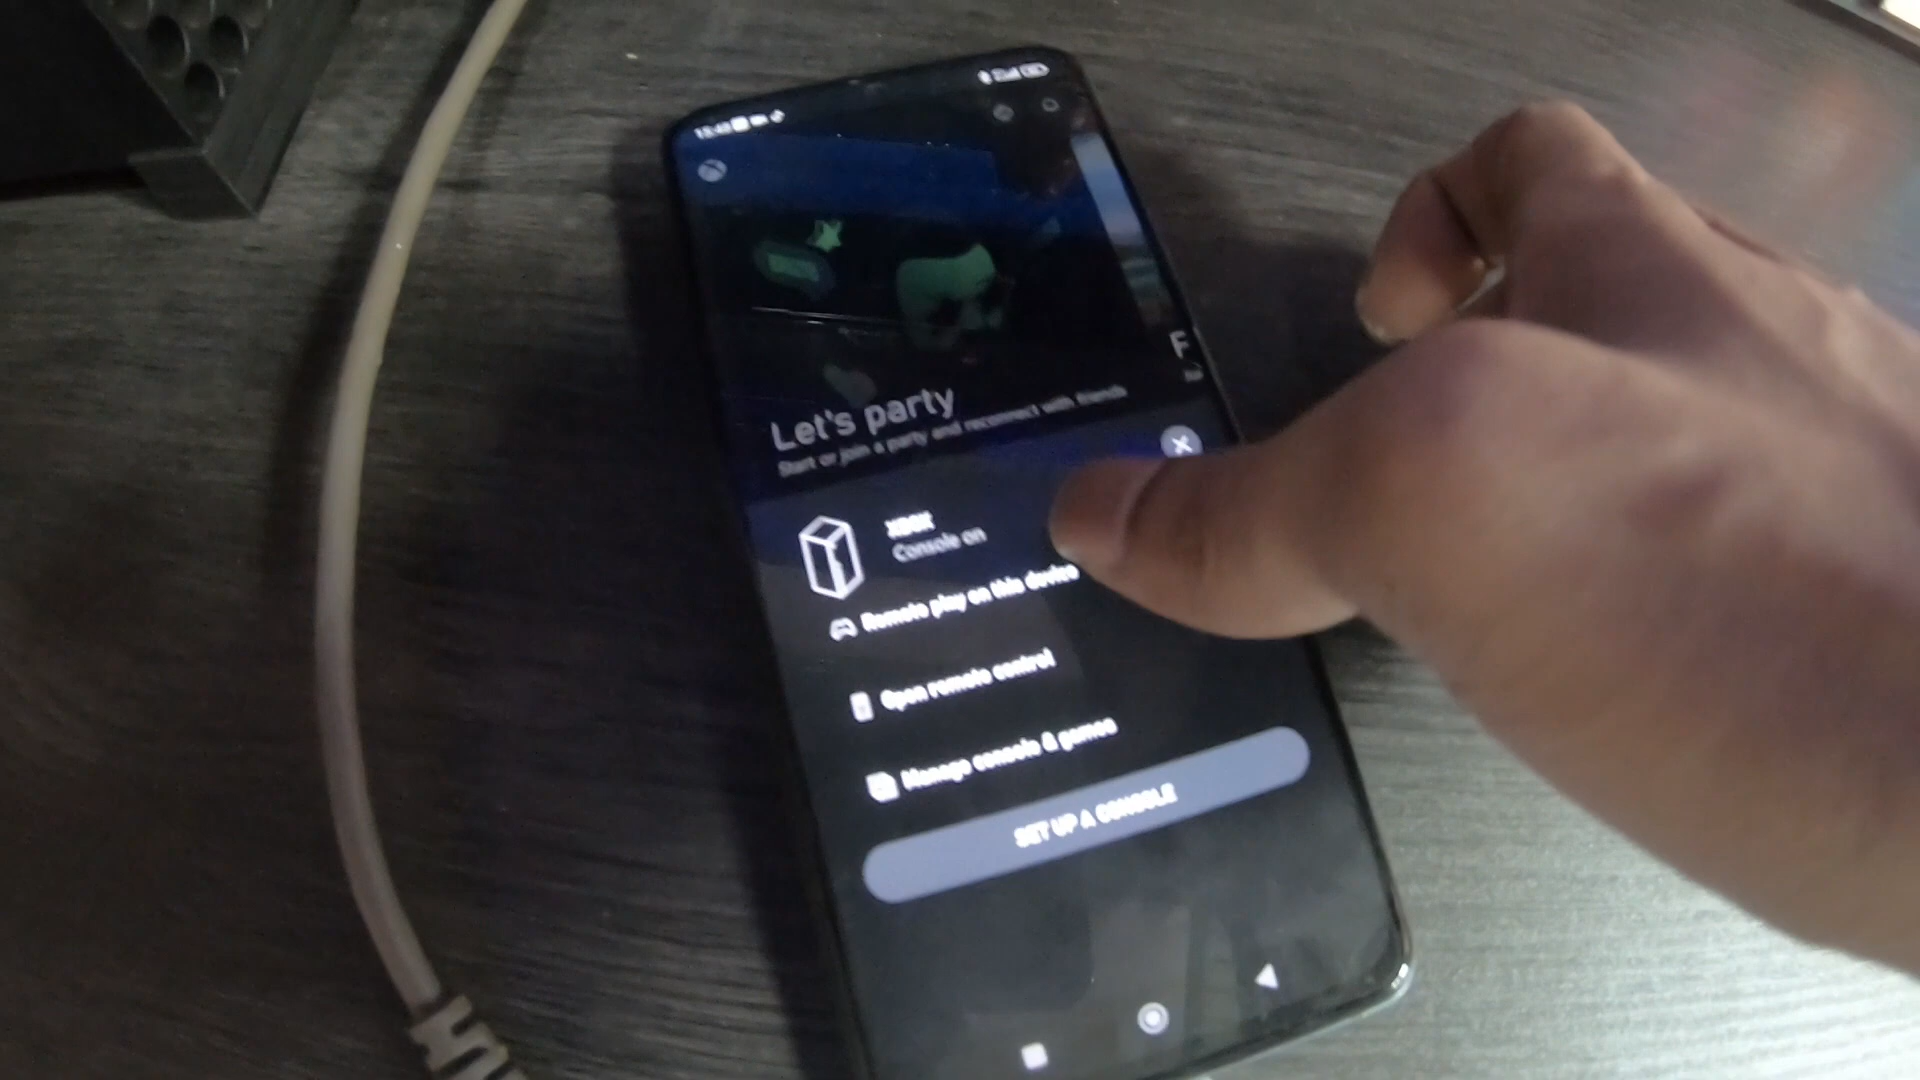 F
Let's party
Start or join a party and reconnect with friends
XBOX
Console on
Remote play on this device
Open remote control
Manage console & games
SET UP A CONSOLE